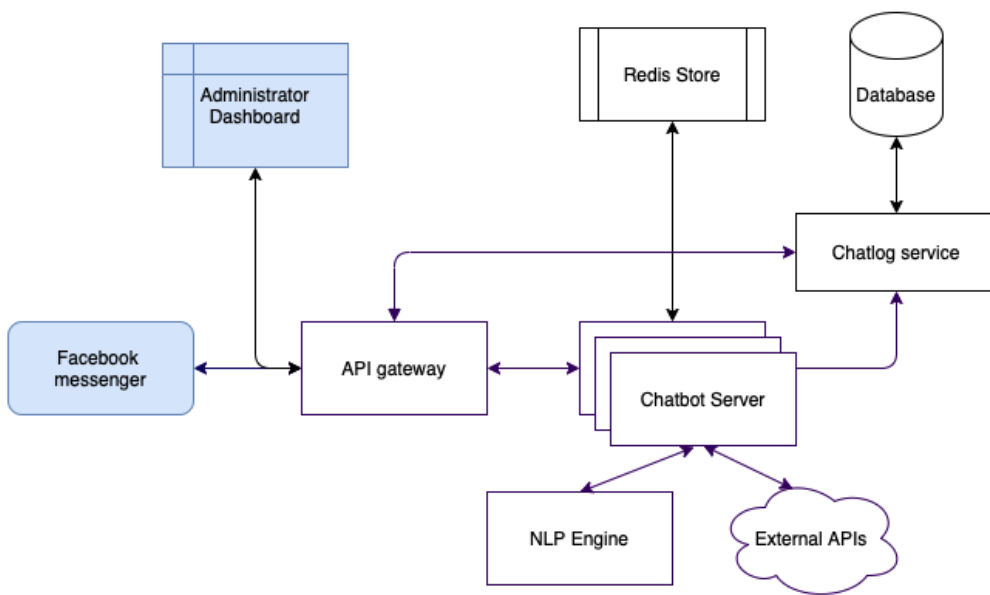 Administrator
Dashboard
Redis Store
Database
Chatlog service
Facebook
messenger
API gateway
Chatbot Server
NLP Engine
External APIs